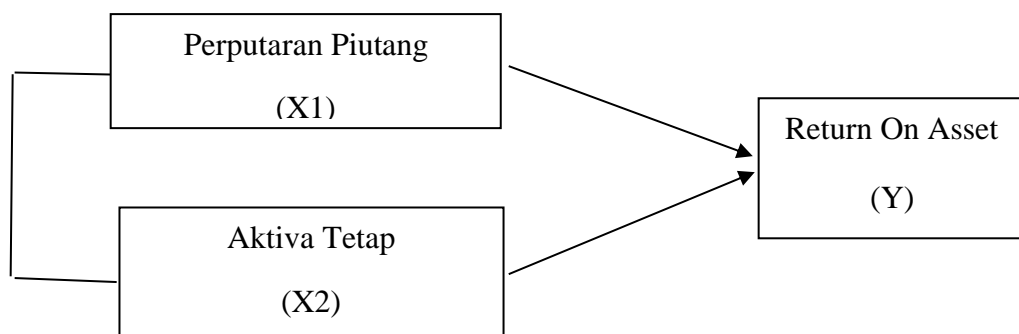 Perputaran Piutang
(X1)
Return On Asset
(Y)
Aktiva Tetap
(X2)